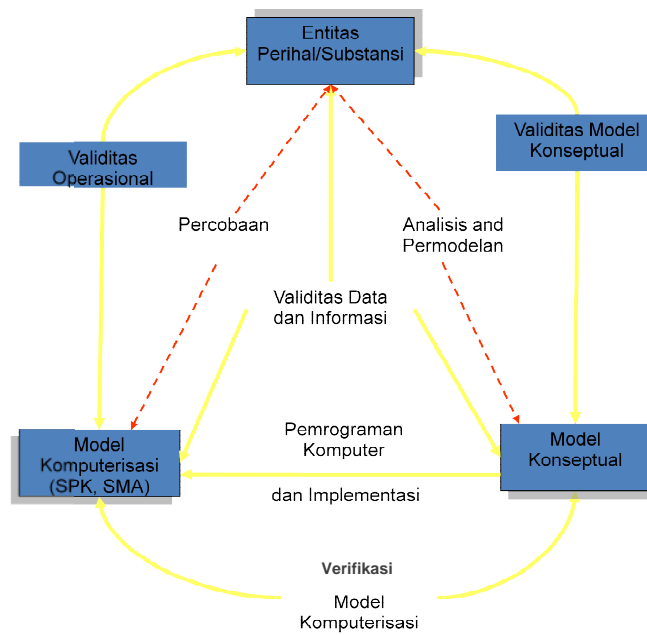 Entitas
Perihal/Substansi
Validitas Model
Konseptual
Validitas
Operasional
Percobaan
Analisis and
Permodelan
Validitas Data
dan Informasi
Model
Komputerisasi
(SPK, SMA)
Pemrograman
Komputer
dan Implementasi
Model
Konseptual
Verifikasi
Model
Komputerisasi